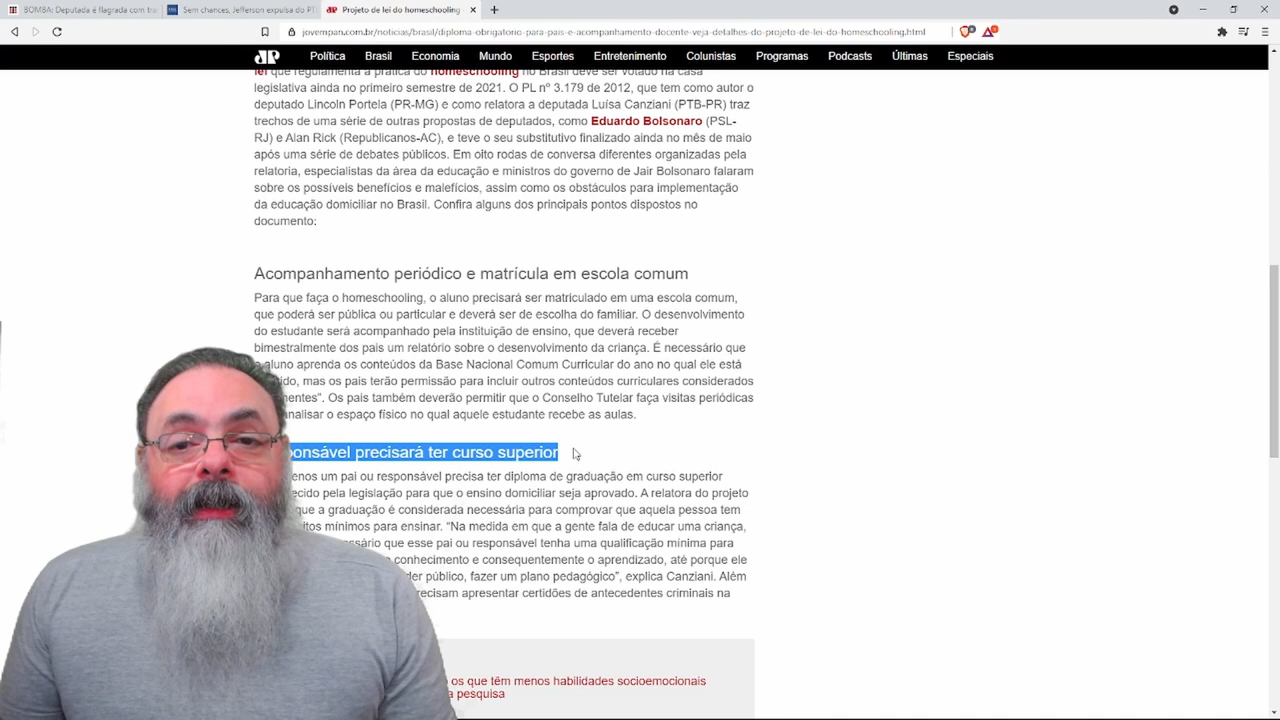 BOMBA: Deputada é flagrada com tra
Sem chances, Jefferson expulsa do PT
Projeto de lei do homeschooling
jovempan.com.br/noticias/brasil/diploma-obrigatorio-para-pais-e-acompanhamento-docente-veja-detalhes-do-projeto-de-lei-do-homeschooling.html
JP Política Brasil Economia Mundo Esportes Entretenimento Colunistas Programas Podcasts Últimas Especiais
lei que regulamenta a prática do homeschooling no Brasil deve ser votado na casa
legislativa ainda no primeiro semestre de 2021. O PL nº 3.179 de 2012, que tem como autor o
deputado Lincoln Portela (PR-MG) e como relatora a deputada Luísa Canziani (PTB-PR) traz
trechos de uma série de outras propostas de deputados, como Eduardo Bolsonaro (PSL-
RJ) e Alan Rick (Republicanos-AC), e teve o seu substitutivo finalizado ainda no mês de maio
após uma série de debates públicos. Em oito rodas de conversa diferentes organizadas pela
relatoria, especialistas da área da educação e ministros do governo de Jair Bolsonaro falaram
sobre os possíveis benefícios e malefícios, assim como os obstáculos para implementação
da educação domiciliar no Brasil. Confira alguns dos principais pontos dispostos no
documento:
Acompanhamento periódico e matrícula em escola comum
Para que faça o homeschooling, o aluno precisará ser matriculado em uma escola comum,
que poderá ser pública ou particular e deverá ser de escolha do familiar. O desenvolvimento
do estudante será acompanhado pela instituição de ensino, que deverá receber
bimestralmente dos pais um relatório sobre o desenvolvimento da criança. É necessário que
o aluno aprenda os conteúdos da Base Nacional Comum Curricular do ano no qual ele está
ido, mas os pais terão permissão para incluir outros conteúdos curriculares considerados
nentes”. Os pais também deverão permitir que o Conselho Tutelar faça visitas periódicas
analisar o espaço físico no qual aquele estudante recebe as aulas.
ponsável precisará ter curso superior
enos um pai ou responsável precisa ter diploma de graduação em curso superior
ecido pela legislação para que o ensino domiciliar seja aprovado. A relatora do projeto
que a graduação é considerada necessária para comprovar que aquela pessoa tem
itos mínimos para ensinar. “Na medida em que a gente fala de educar uma criança,
essário que esse pai ou responsável tenha uma qualificação mínima para
conhecimento e consequentemente o aprendizado, até porque ele
der público, fazer um plano pedagógico”, explica Canziani. Além
recisam apresentar certidões de antecedentes criminais na
os que têm menos habilidades socioemocionais
a pesquisa